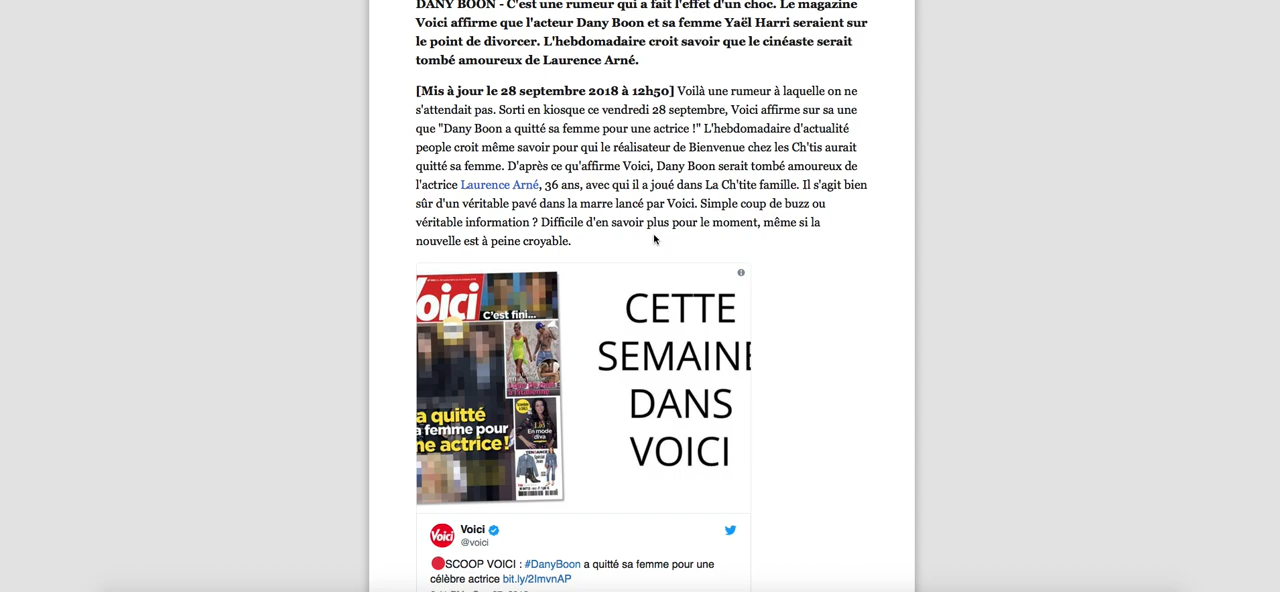 DANY BOON - C'est une rumeur qui a fait l'effet d'un choc. Le magazine
Voici affirme que l'acteur Dany Boon et sa femme Yaël Harri seraient sur
le point de divorcer. L'hebdomadaire croit savoir que le cinéaste serait
tombé amoureux de Laurence Arné.
[Mis à jour le 28 septembre 2018 à 12h50] Voilà une rumeur à laquelle on ne
s'attendait pas. Sorti en kiosque ce vendredi 28 septembre, Voici affirme sur sa une
que "Dany Boon a quitté sa femme pour une actrice !" L'hebdomadaire d'actualité
people croit même savoir pour qui le réalisateur de Bienvenue chez les Ch'tis aurait
quitté sa femme. D'après ce qu'affirme Voici, Dany Boon serait tombé amoureux de
l'actrice Laurence Arné, 36 ans, avec qui il a joué dans La Ch'tite famille. Il s'agit bien
sûr d'un véritable pavé dans la marre lancé par Voici. Simple coup de buzz ou
véritable information ? Difficile d'en savoir plus pour le moment, même si la
nouvelle est à peine croyable.
Voici
C'est fini...
a quitté
a femme pour
ne actrice !
En mode
diva
CETTE
SEMAINE
DANS
VOICI
Voici
Voici
@voici
SCOOP VOICI : #DanyBoon a quitté sa femme pour une
célèbre actrice bit.ly/2ImvnAP